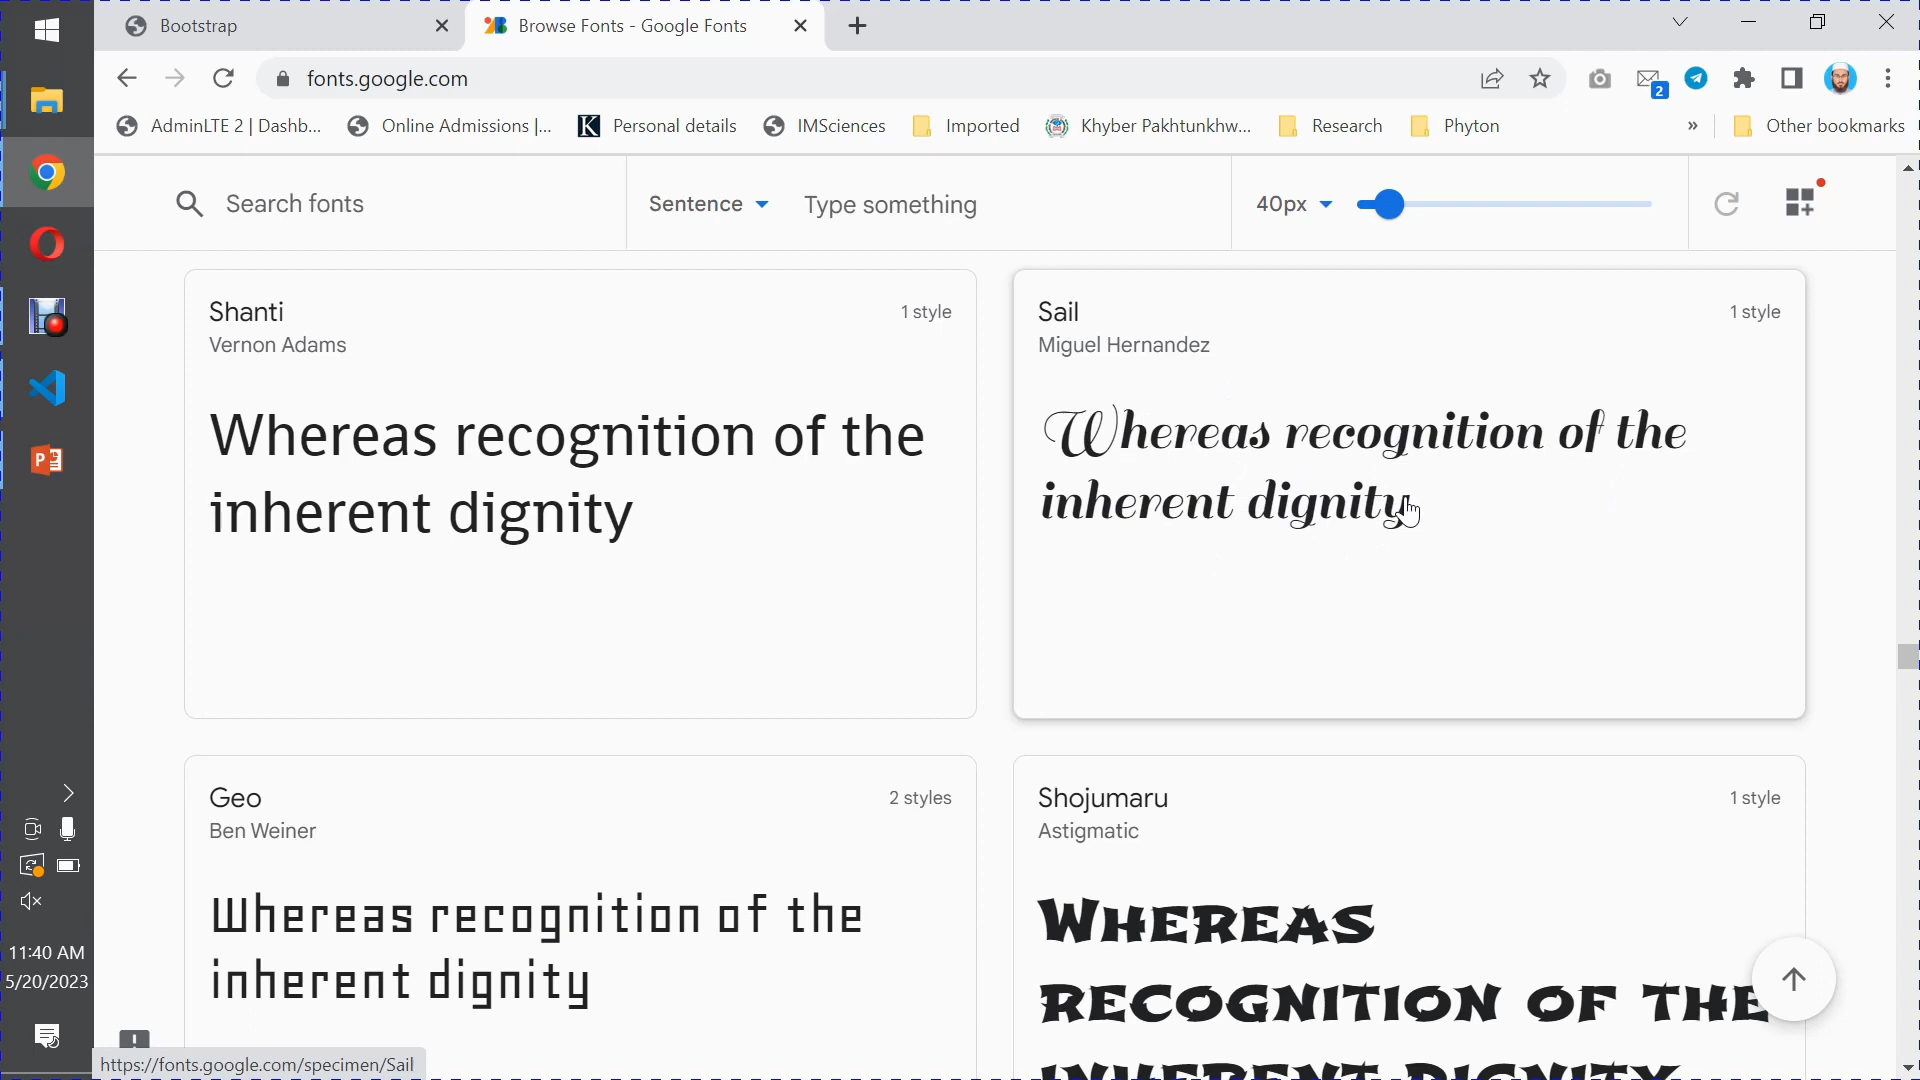 Bootstrap
Browse Fonts - Google Fonts
fonts.google.com
2
AdminLTE 2 | Dashb...
Online Admissions |...
K
Personal details
IMSciences
Imported
Khyber Pakhtunkhw...
Research
Phyton
»
Other bookmarks
Search fonts
Sentence
Type something
40px
Shanti
1 style
Vernon Adams
Whereas recognition of the
inherent dignity
Sail
1 style
Miguel Hernandez
Whereas recognition of the
inherent dignity
Geo
2 styles
Ben Weiner
Whereas recognition of the
inherent dignity
Shojumaru
1 style
Astigmatic
WHEREAS
RECOGNITION OF THE
INHERENT DIGNITY
11:40 AM
5/20/2023
https://fonts.google.com/specimen/Sail